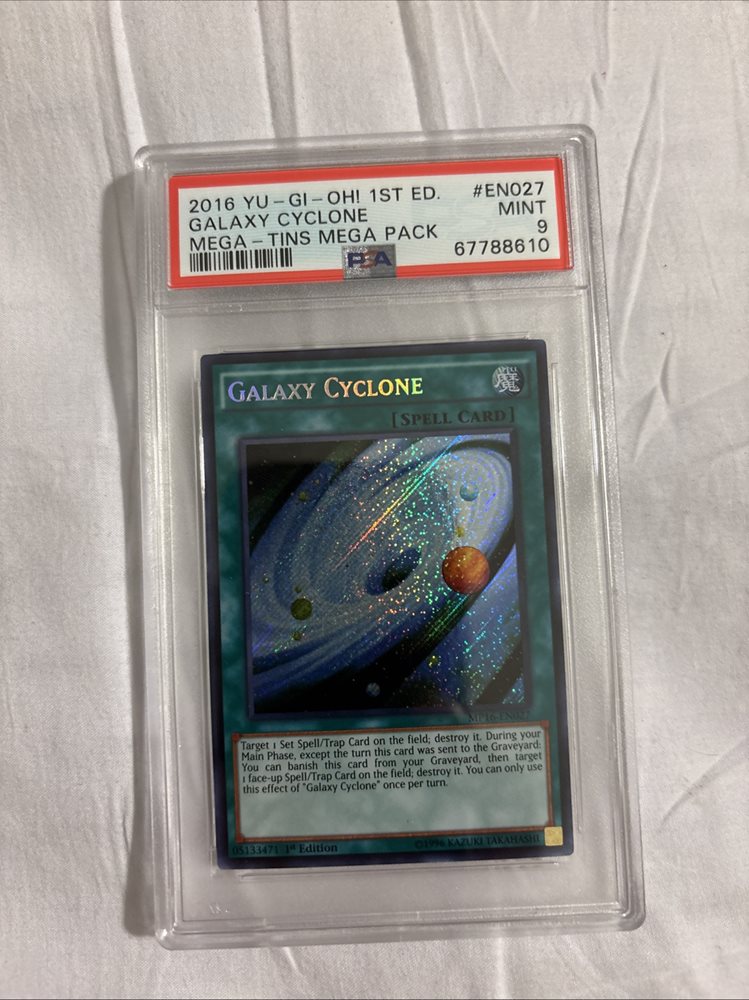 2016 YU-GI-OH! 1ST ED. #EN027
GALAXY CYCLONE MINT
MEGA-TINS MEGA PACK 9
PSA 67788610
GALAXY CYCLONE
魔
[SPELL CARD]
MP16-EN027
Target 1 Set Spell/Trap Card on the field; destroy it. During your
Main Phase, except the turn this card was sent to the Graveyard:
You can banish this card from your Graveyard, then target
1 face-up Spell/Trap Card on the field; destroy it. You can only use
this effect of "Galaxy Cyclone" once per turn.
05133471 1st Edition ©1996 KAZUKI TAKAHASHI